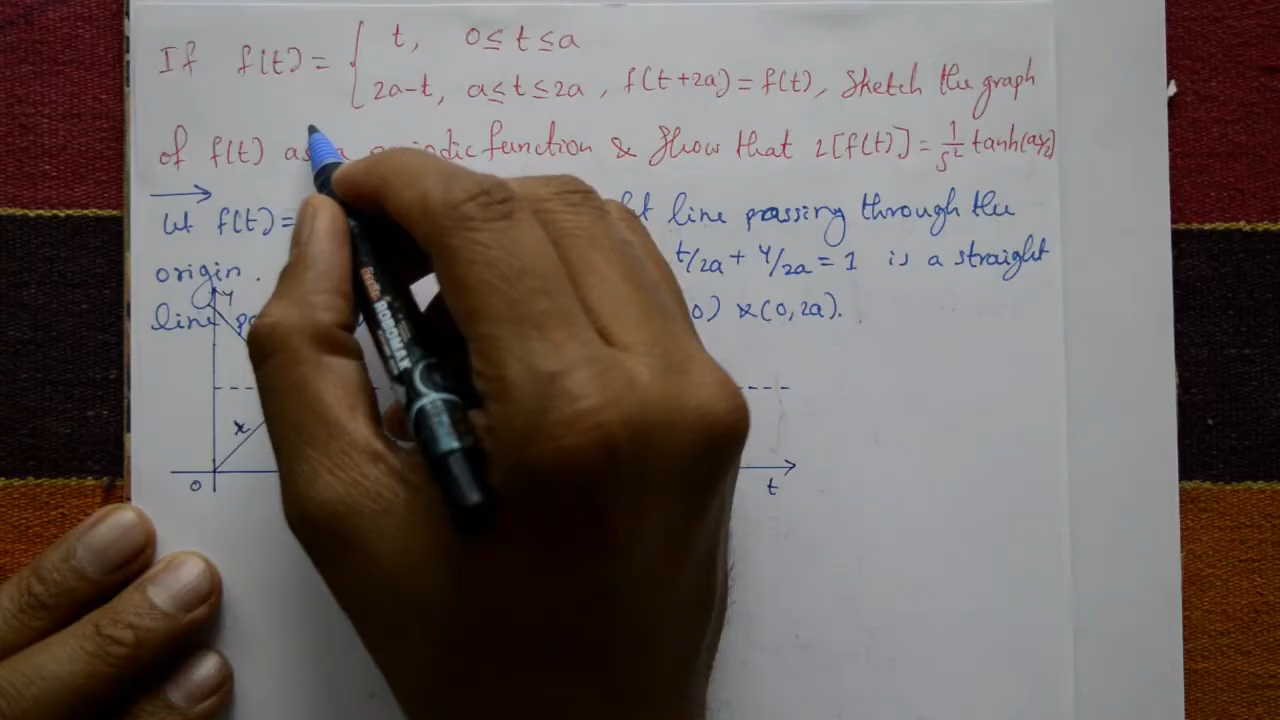 If f(t) = { t, 0 ≤ t ≤ a
2a-t, a ≤ t ≤ 2a, f(t+2a) = f(t), Sketch the graph
of f(t) as function & Show that L[f(t)] = 1/s² tanh(as/2)
Let f(t) = line passing through the
origin. t/2a + y/2a = 1 is a straight
line 0) & (0, 2a).
y
x
0
t
ROBOMAX